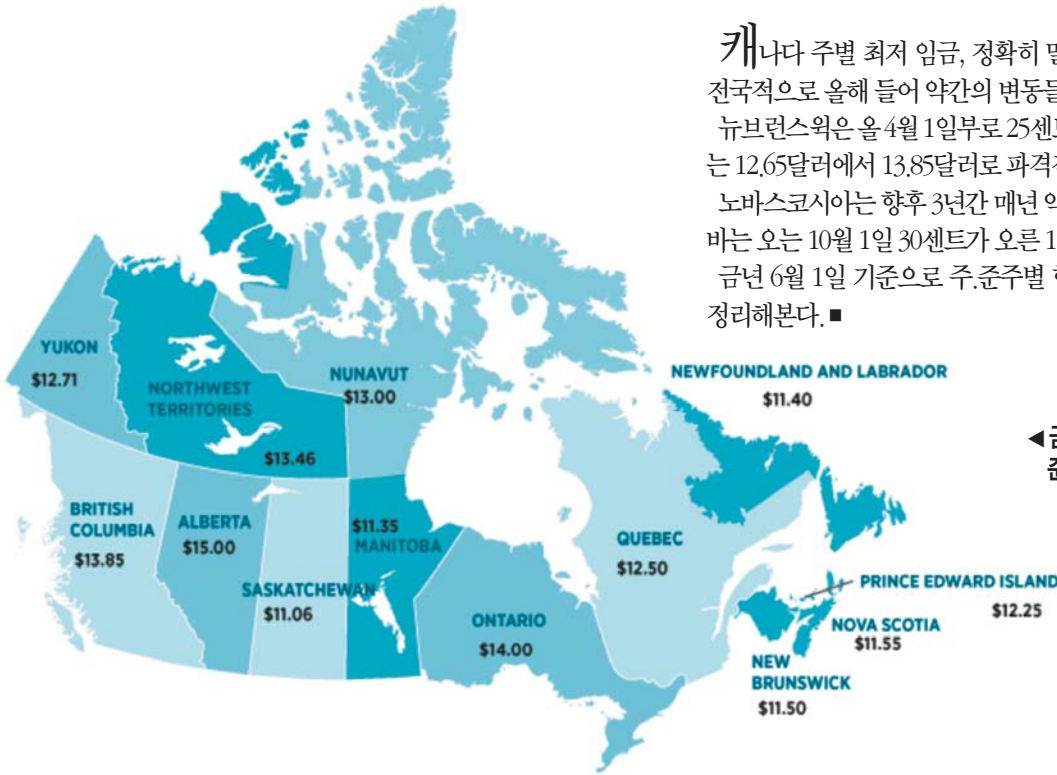 캐나다 주별 최저 임금, 정확히
전국적으로 올해 들어 약간의 변동들
뉴브런스윅은 올 4월 1일부로 25센트
는 12.65달러에서 13.85달러로 파격
노바스코시아는 향후 3년간 매년
바는 오는 10월 1일 30센트가 오른
금년 6월 1일 기준으로 주.준주별
정리해본다. ■
YUKON
$12.71
NORTHWEST
TERRITORIES
$13.46
NUNAVUT
$13.00
NEWFOUNDLAND AND LABRADOR
$11.40
BRITISH
COLUMBIA
$13.85
ALBERTA
$15.00
SASKATCHEWAN
$11.06
$11.35
MANITOBA
ONTARIO
$14.00
QUEBEC
$12.50
PRINCE EDWARD ISLAND
$12.25
NOVA SCOTIA
$11.55
NEW
BRUNSWICK
$11.50